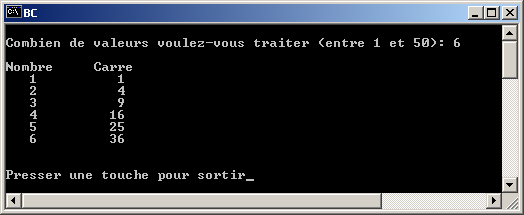 BC
Combien de valeurs voulez-vous traiter (entre 1 et 50): 6
Nombre Carre
1 1
2 4
3 9
4 16
5 25
6 36
Presser une touche pour sortir_